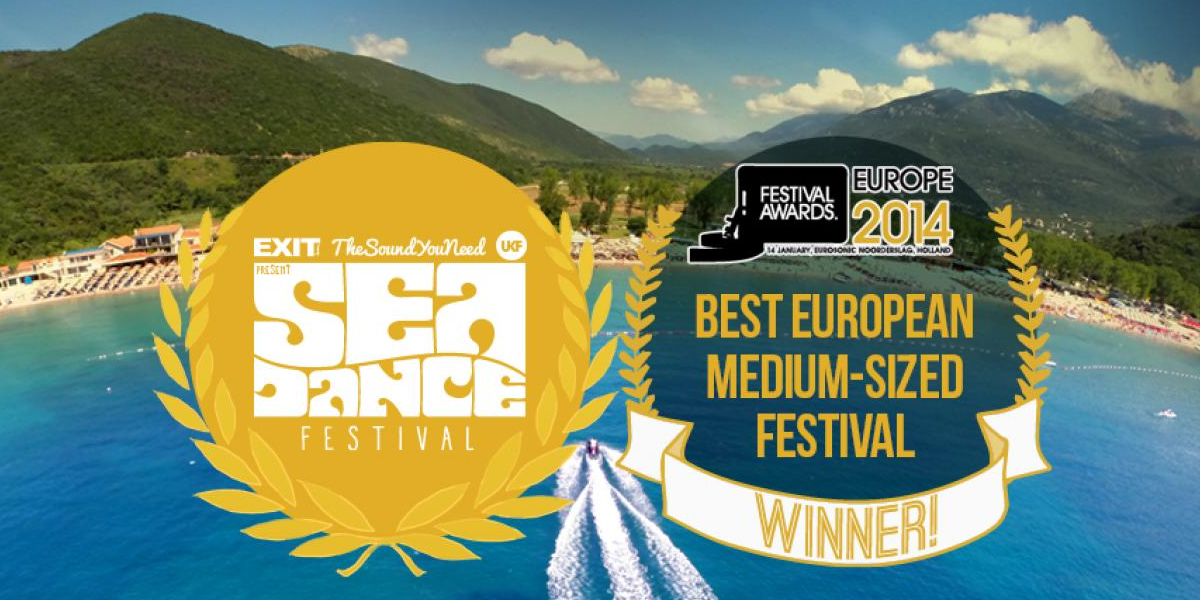 EXIT TheSoundYouNeed UKF
PRESENT
SEA
DANCE
FESTIVAL
FESTIVAL
AWARDS.
EUROPE
2014
14 JANUARY, EUROSONIC NOORDERSLAG, HOLLAND
BEST EUROPEAN
MEDIUM-SIZED
FESTIVAL
WINNER!